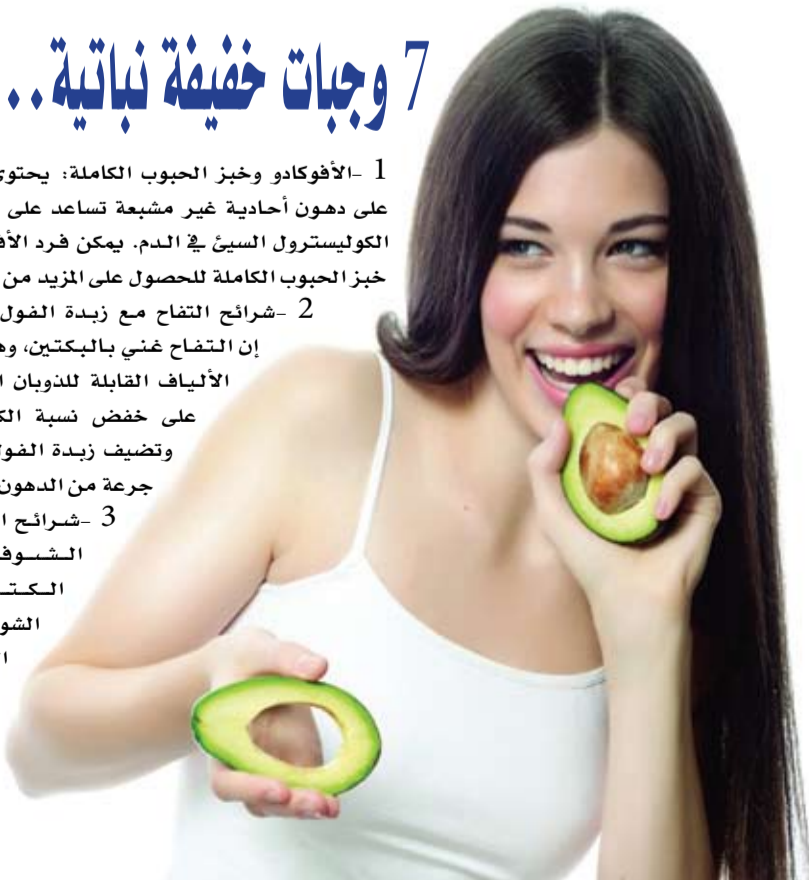 7 وجبات خفيفة نباتية..
1 -الأفوكادو وخبز الحبوب الكاملة: يحتوي
على دهون أحادية غير مشبعة تساعد على
الكوليسترول السيئ في الدم. يمكن فرد الأف
خبز الحبوب الكاملة للحصول على المزيد من
2 -شرائح التفاح مع زبدة الفول
إن التفاح غني بالبكتين، وه
الألياف القابلة للذوبان ا
على خفض نسبة الك
وتضيف زبدة الفو
جرعة من الدهون
3 -شرائح ا
الشوف
الكت
الشو
ا